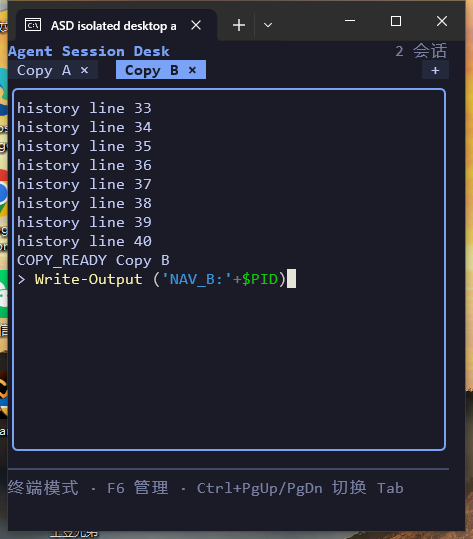 ASD isolated desktop a
Agent Session Desk 2 会话
Copy A × Copy B × +
history line 33
history line 34
history line 35
history line 36
history line 37
history line 38
history line 39
history line 40
COPY_READY Copy B
> Write-Output ('NAV_B:'+$PID)
终端模式 · F6 管理 · Ctrl+PgUp/PgDn 切换 Tab